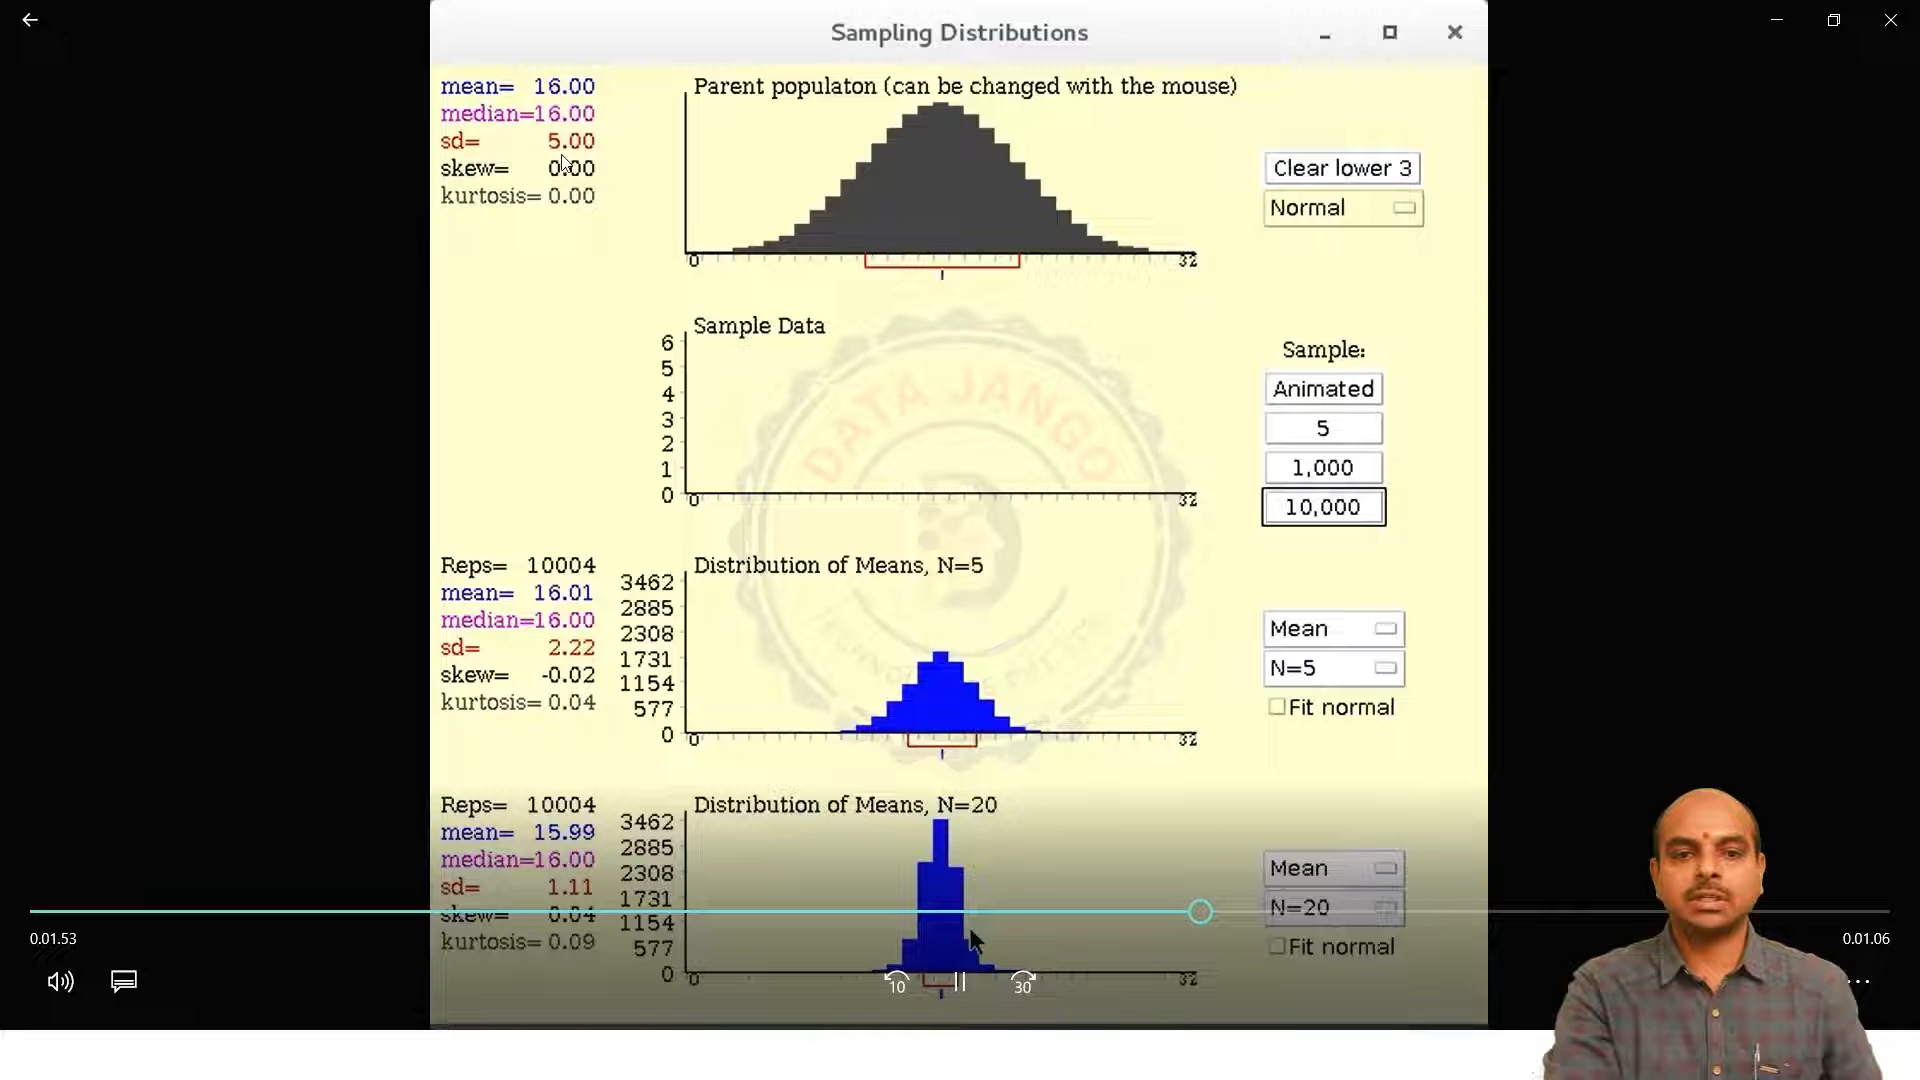 Sampling Distributions
mean= 16.00
median=16.00
sd= 5.00
skew= 0.00
kurtosis= 0.00
Parent populaton (can be changed with the mouse)
0 32
Clear lower 3
Normal
Sample Data
6
5
4
3
2
1
0
0 32
DATA JANGO
Sample:
Animated
5
1,000
10,000
Reps= 10004
mean= 16.01
median=16.00
sd= 2.22
skew= -0.02
kurtosis= 0.04
Distribution of Means, N=5
3462
2885
2308
1731
1154
577
0
0 32
Mean
N=5
Fit normal
Reps= 10004
mean= 15.99
median=16.00
sd= 1.11
skew= 0.04
kurtosis= 0.09
Distribution of Means, N=20
3462
2885
2308
1731
1154
577
0
0 32
Mean
N=20
Fit normal
0.01.53
0.01.06
10
30